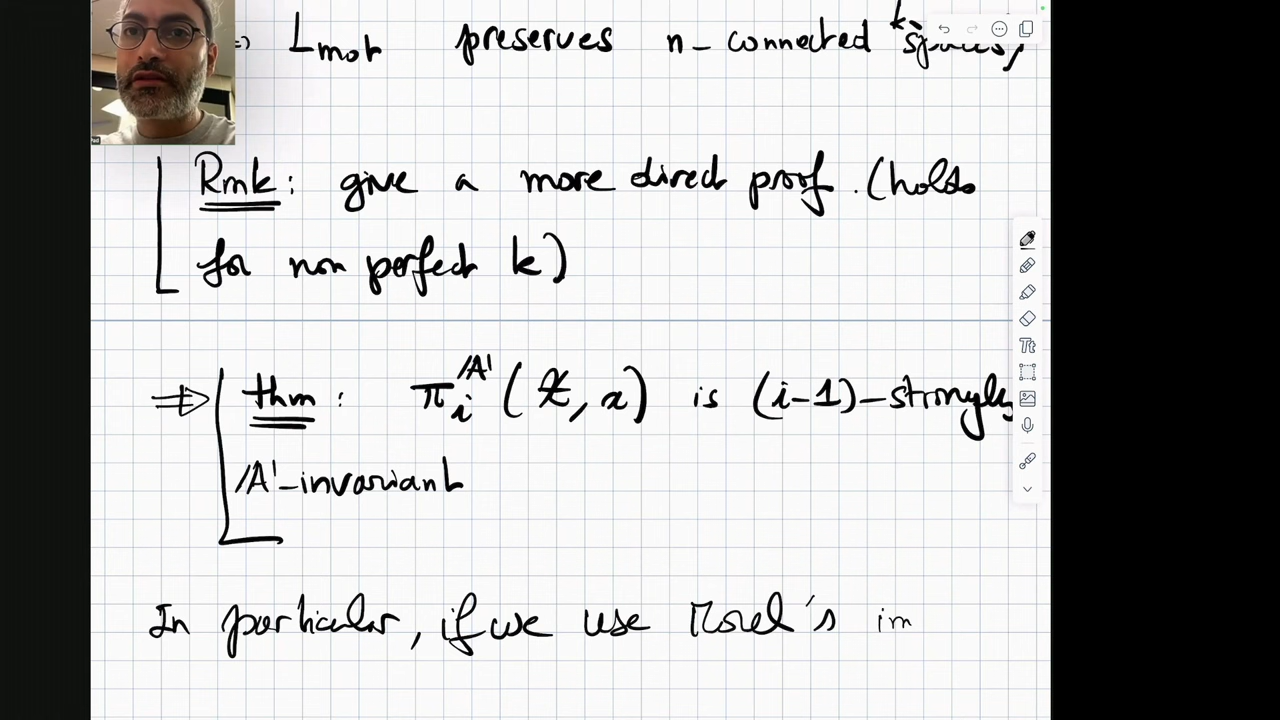 ⇒ L_mot preserves n-connected
Rmk: give a more direct proof. (holds
for non perfect k)
⇒ thm: π_i^{/A¹} (X, x) is (i-1)-strongly
/A¹-invariant
In particular, if we use Morel's im
Tt